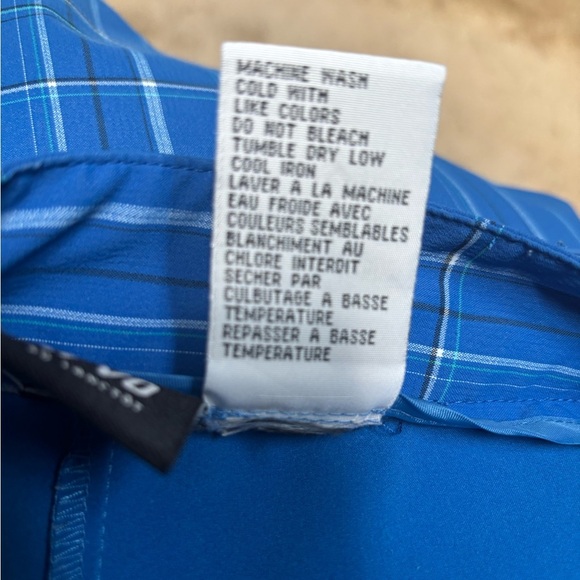 MACHINE WASH
COLD WITH
LIKE COLORS
DO NOT BLEACH
TUMBLE DRY LOW
COOL IRON
LAVER A LA MACHINE
EAU FROIDE AVEC
COULEURS SEMBLABLES
BLANCHIMENT AU
CHLORE INTERDIT
SECHER PAR
CULBUTAGE A BASSE
TEMPERATURE
REPASSER A BASSE
TEMPERATURE